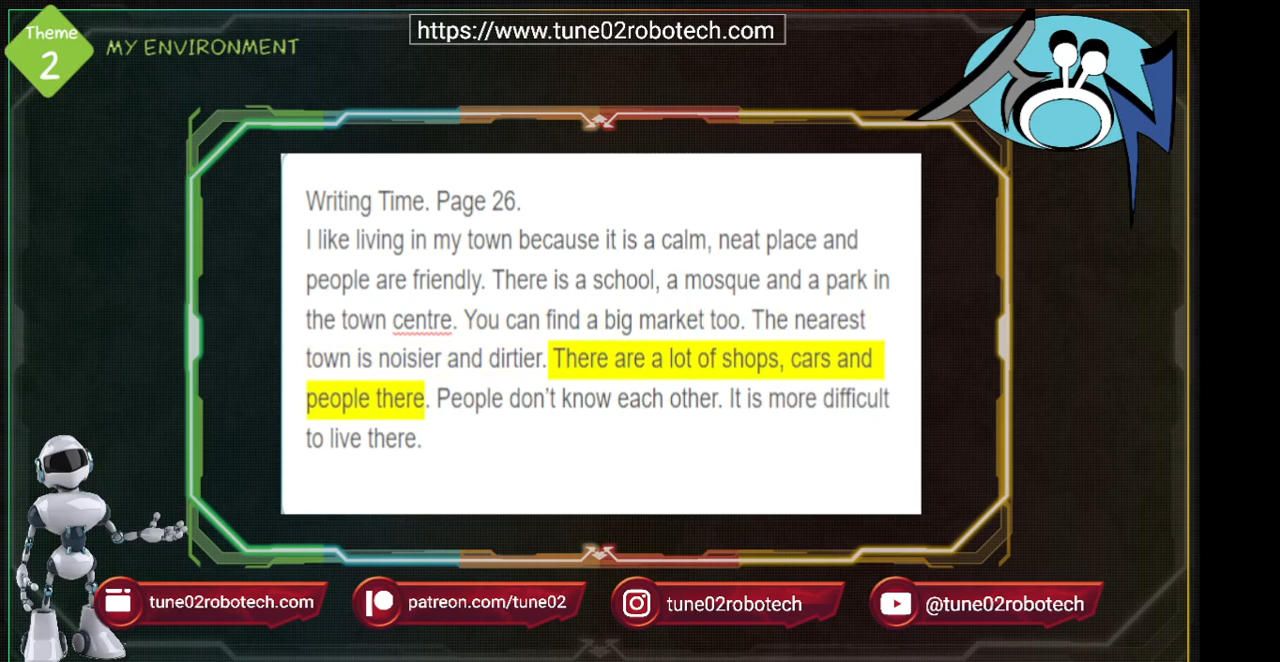 Theme
2
MY ENVIRONMENT
https://www.tune02robotech.com
Writing Time. Page 26.
I like living in my town because it is a calm, neat place and
people are friendly. There is a school, a mosque and a park in
the town centre. You can find a big market too. The nearest
town is noisier and dirtier. There are a lot of shops, cars and
people there. People don’t know each other. It is more difficult
to live there.
tune02robotech.com
patreon.com/tune02
tune02robotech
@tune02robotech